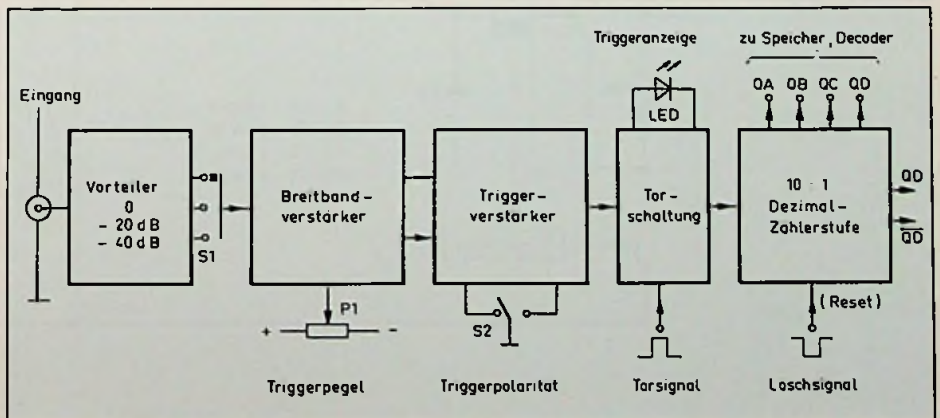 Triggeranzeige
zu Speicher, Decoder
QA QB QC QD
Eingang
LED
Vorteiler
0
- 20 dB
- 40 dB
S1
Breitband-
verstärker
Trigger-
verstärker
Tor-
schaltung
10 : 1
Dezimal-
Zählerstufe
QD
QD
P1
+ -
S2
(Reset)
Triggerpegel
Triggerpolarität
Torsignal
Löschsignal